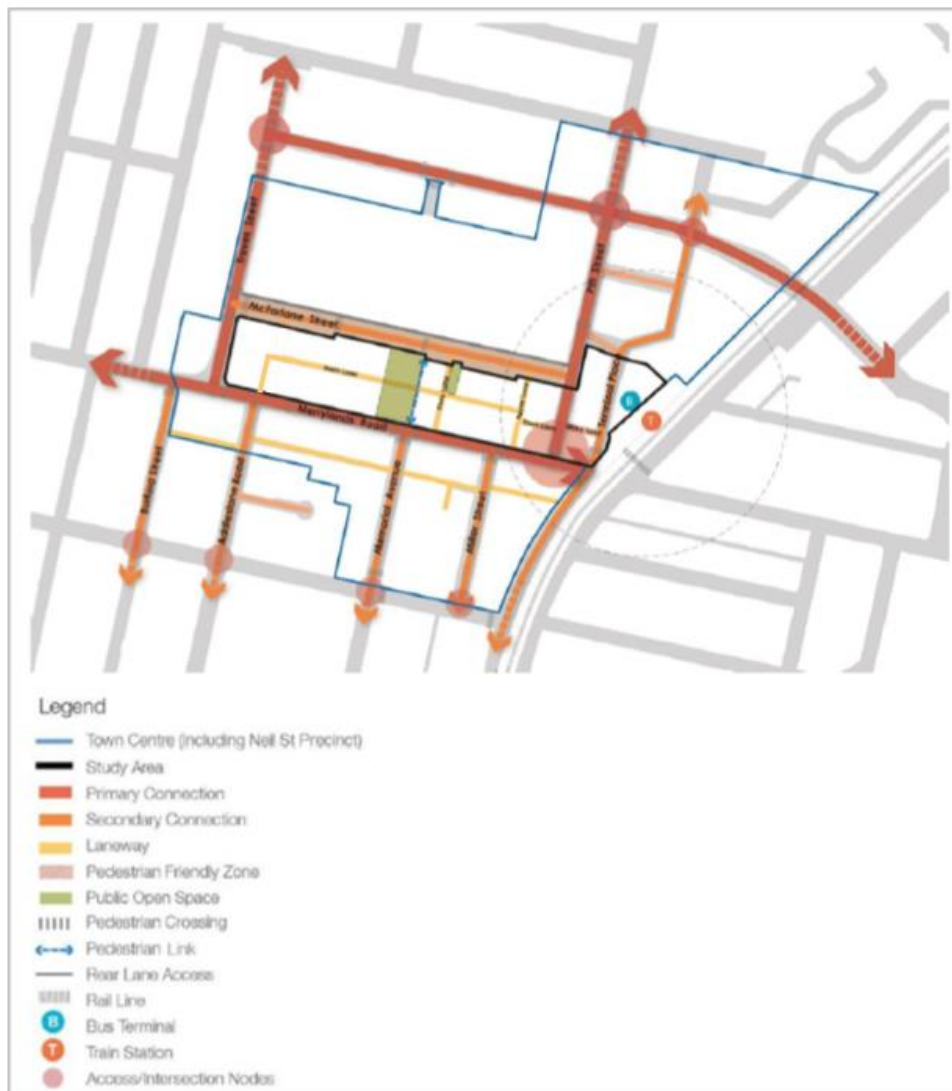 Treves Street
McFarlane Street
Pitt Street
Terminal Place
Merrylands Road
Burford Street
Addlestone Road
Memorial Avenue
Miller Street
B
T
Legend
Town Centre (Including Neil St Precinct)
Study Area
Primary Connection
Secondary Connection
Laneway
Pedestrian Friendly Zone
Public Open Space
Pedestrian Crossing
Pedestrian Link
Rear Lane Access
Rail Line
B Bus Terminal
T Train Station
Access/Intersection Nodes